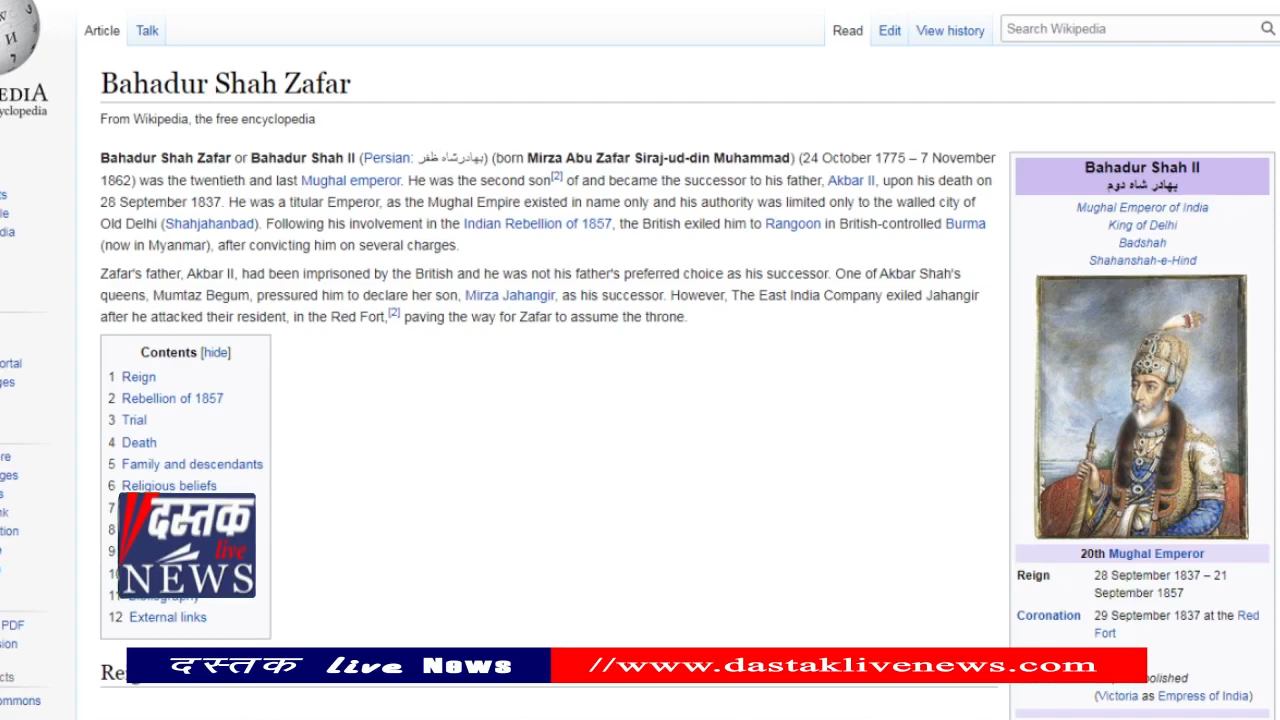 Article Talk Read Edit View history Search Wikipedia
Bahadur Shah Zafar
From Wikipedia, the free encyclopedia
Bahadur Shah Zafar or Bahadur Shah II (Persian: بهادرشاه ظفر) (born Mirza Abu Zafar Siraj-ud-din Muhammad) (24 October 1775 – 7 November
1862) was the twentieth and last Mughal emperor. He was the second son[2] of and became the successor to his father, Akbar II, upon his death on
28 September 1837. He was a titular Emperor, as the Mughal Empire existed in name only and his authority was limited only to the walled city of
Old Delhi (Shahjahanbad). Following his involvement in the Indian Rebellion of 1857, the British exiled him to Rangoon in British-controlled Burma
(now in Myanmar), after convicting him on several charges.
Zafar's father, Akbar II, had been imprisoned by the British and he was not his father's preferred choice as his successor. One of Akbar Shah's
queens, Mumtaz Begum, pressured him to declare her son, Mirza Jahangir, as his successor. However, The East India Company exiled Jahangir
after he attacked their resident, in the Red Fort,[2] paving the way for Zafar to assume the throne.
Contents [hide]
1 Reign
2 Rebellion of 1857
3 Trial
4 Death
5 Family and descendants
6 Religious beliefs
7
8
9
11 Bibliography
12 External links
दस्तक
live
NEWS
Bahadur Shah II
بهادر شاه دوم
Mughal Emperor of India
King of Delhi
Badshah
Shahanshah-e-Hind
20th Mughal Emperor
Reign 28 September 1837 – 21
September 1857
Coronation 29 September 1837 at the Red
Fort
(Victoria as Empress of India)
दस्तक live News //www.dastaklivenews.com